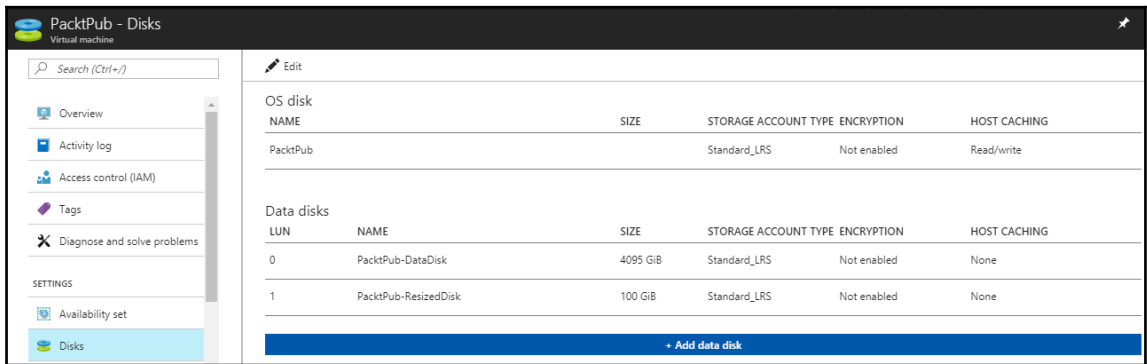 PacktPub - Disks
Virtual machine
Search (Ctrl+/)
Overview
Activity log
Access control (IAM)
Tags
Diagnose and solve problems
SETTINGS
Availability set
Disks
Edit
OS disk
NAME SIZE STORAGE ACCOUNT TYPE ENCRYPTION HOST CACHING
PacktPub Standard_LRS Not enabled Read/write
Data disks
LUN NAME SIZE STORAGE ACCOUNT TYPE ENCRYPTION HOST CACHING
0 PacktPub-DataDisk 4095 GiB Standard_LRS Not enabled None
1 PacktPub-ResizedDisk 100 GiB Standard_LRS Not enabled None
+ Add data disk